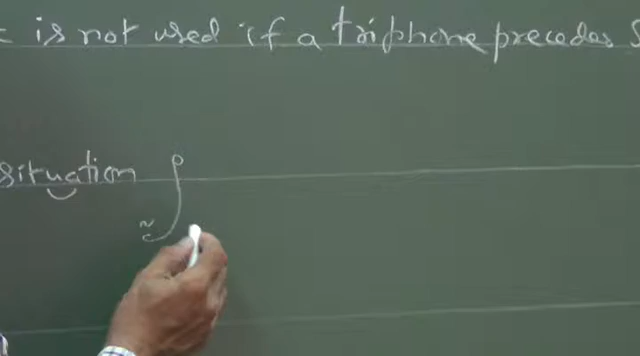 is not used if a triphone precedes
situation